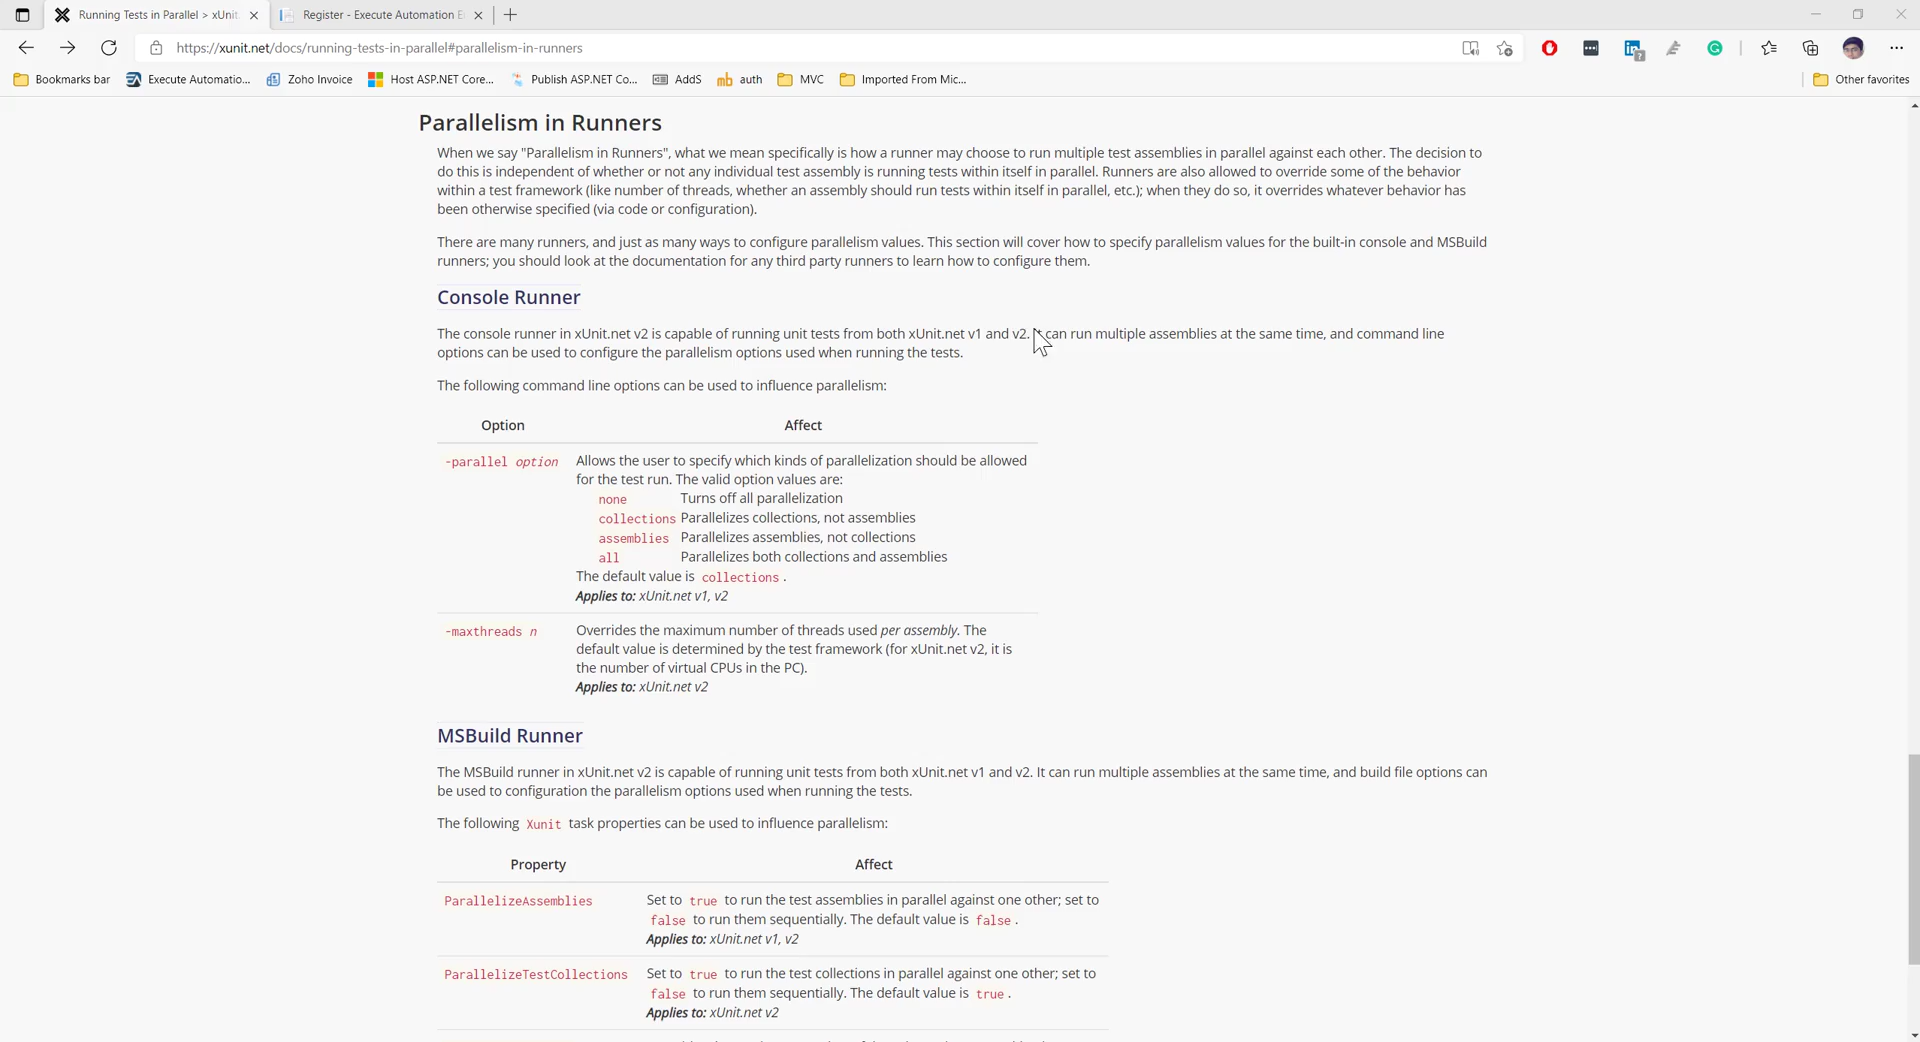 Running Tests in Parallel > xUnit.
Register - Execute Automation E
https://xunit.net/docs/running-tests-in-parallel#parallelism-in-runners
Bookmarks bar
Execute Automatio...
Zoho Invoice
Host ASP.NET Core...
Publish ASP.NET Co...
AddS
auth
MVC
Imported From Mic...
Other favorites
Parallelism in Runners
When we say "Parallelism in Runners", what we mean specifically is how a runner may choose to run multiple test assemblies in parallel against each other. The decision to
do this is independent of whether or not any individual test assembly is running tests within itself in parallel. Runners are also allowed to override some of the behavior
within a test framework (like number of threads, whether an assembly should run tests within itself in parallel, etc.); when they do so, it overrides whatever behavior has
been otherwise specified (via code or configuration).
There are many runners, and just as many ways to configure parallelism values. This section will cover how to specify parallelism values for the built-in console and MSBuild
runners; you should look at the documentation for any third party runners to learn how to configure them.
Console Runner
The console runner in xUnit.net v2 is capable of running unit tests from both xUnit.net v1 and v2. It can run multiple assemblies at the same time, and command line
options can be used to configure the parallelism options used when running the tests.
The following command line options can be used to influence parallelism:
Option Affect
-parallel option Allows the user to specify which kinds of parallelization should be allowed
for the test run. The valid option values are:
none Turns off all parallelization
collections Parallelizes collections, not assemblies
assemblies Parallelizes assemblies, not collections
all Parallelizes both collections and assemblies
The default value is collections .
Applies to: xUnit.net v1, v2
-maxthreads n Overrides the maximum number of threads used per assembly. The
default value is determined by the test framework (for xUnit.net v2, it is
the number of virtual CPUs in the PC).
Applies to: xUnit.net v2
MSBuild Runner
The MSBuild runner in xUnit.net v2 is capable of running unit tests from both xUnit.net v1 and v2. It can run multiple assemblies at the same time, and build file options can
be used to configuration the parallelism options used when running the tests.
The following Xunit task properties can be used to influence parallelism:
Property Affect
ParallelizeAssemblies Set to true to run the test assemblies in parallel against one other; set to
false to run them sequentially. The default value is false .
Applies to: xUnit.net v1, v2
ParallelizeTestCollections Set to true to run the test collections in parallel against one other; set to
false to run them sequentially. The default value is true .
Applies to: xUnit.net v2